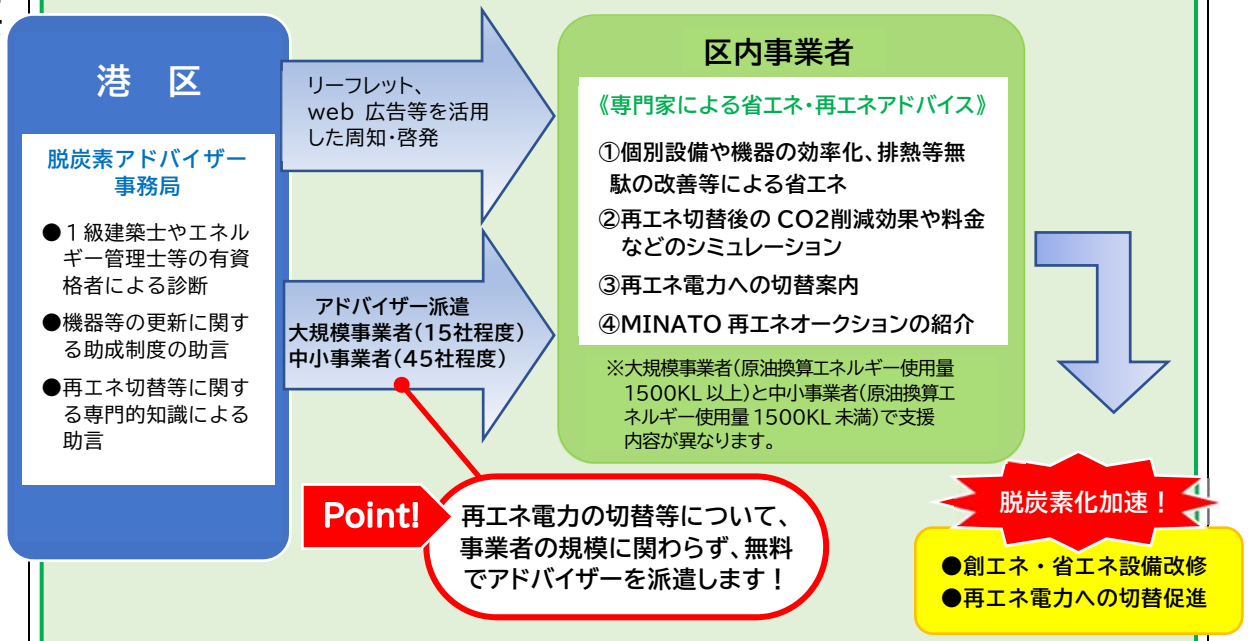 港 区
脱炭素アドバイザー
事務局
●1級建築士やエネル
ギー管理士等の有資
格者による診断
●機器等の更新に関す
る助成制度の助言
●再エネ切替等に関す
る専門的知識による
助言
リーフレット、
web 広告等を活用
した周知・啓発
アドバイザー派遣
大規模事業者(15社程度)
中小事業者(45社程度)
区内事業者
《専門家による省エネ・再エネアドバイス》
①個別設備や機器の効率化、排熱等無
駄の改善等による省エネ
②再エネ切替後の CO2削減効果や料金
などのシミュレーション
③再エネ電力への切替案内
④MINATO 再エネオークションの紹介
※大規模事業者(原油換算エネルギー使用量
1500KL 以上)と中小事業者(原油換算エ
ネルギー使用量 1500KL 未満)で支援
内容が異なります。
Point!
再エネ電力の切替等について、
事業者の規模に関わらず、無料
でアドバイザーを派遣します!
脱炭素化加速!
●創エネ・省エネ設備改修
●再エネ電力への切替促進